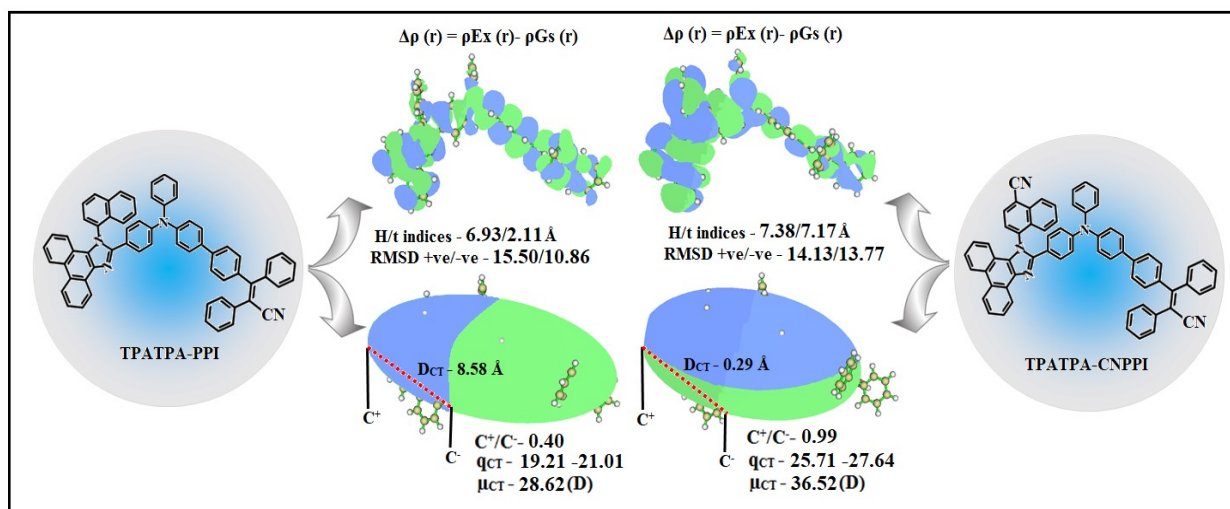 Δρ (r) = ρEx (r)- ρGs (r)
H/t indices - 6.93/2.11 Å
RMSD +ve/-ve - 15.50/10.86
N
N
N
CN
TPATPA-PPI
DCT - 8.58 Å
C⁺
C⁻
C⁺/C⁻- 0.40
qCT - 19.21 -21.01
μCT - 28.62 (D)
Δρ (r) = ρEx (r)- ρGs (r)
H/t indices - 7.38/7.17 Å
RMSD +ve/-ve - 14.13/13.77
CN
N
N
N
CN
TPATPA-CNPPI
DCT - 0.29 Å
C⁺
C⁻
C⁺/C⁻- 0.99
qCT - 25.71 -27.64
μCT - 36.52 (D)